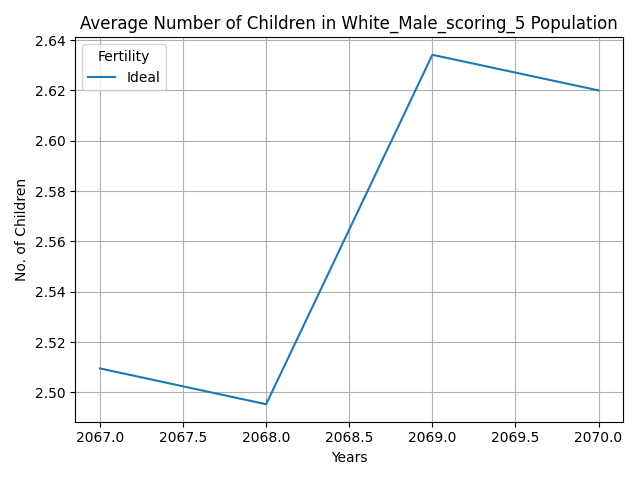 Average Number of Children in White_Male_scoring_5 Population
Fertility
Ideal
2.64
2.62
2.60
2.58
2.56
2.54
2.52
2.50
No. of Children
2067.0 2067.5 2068.0 2068.5 2069.0 2069.5 2070.0
Years